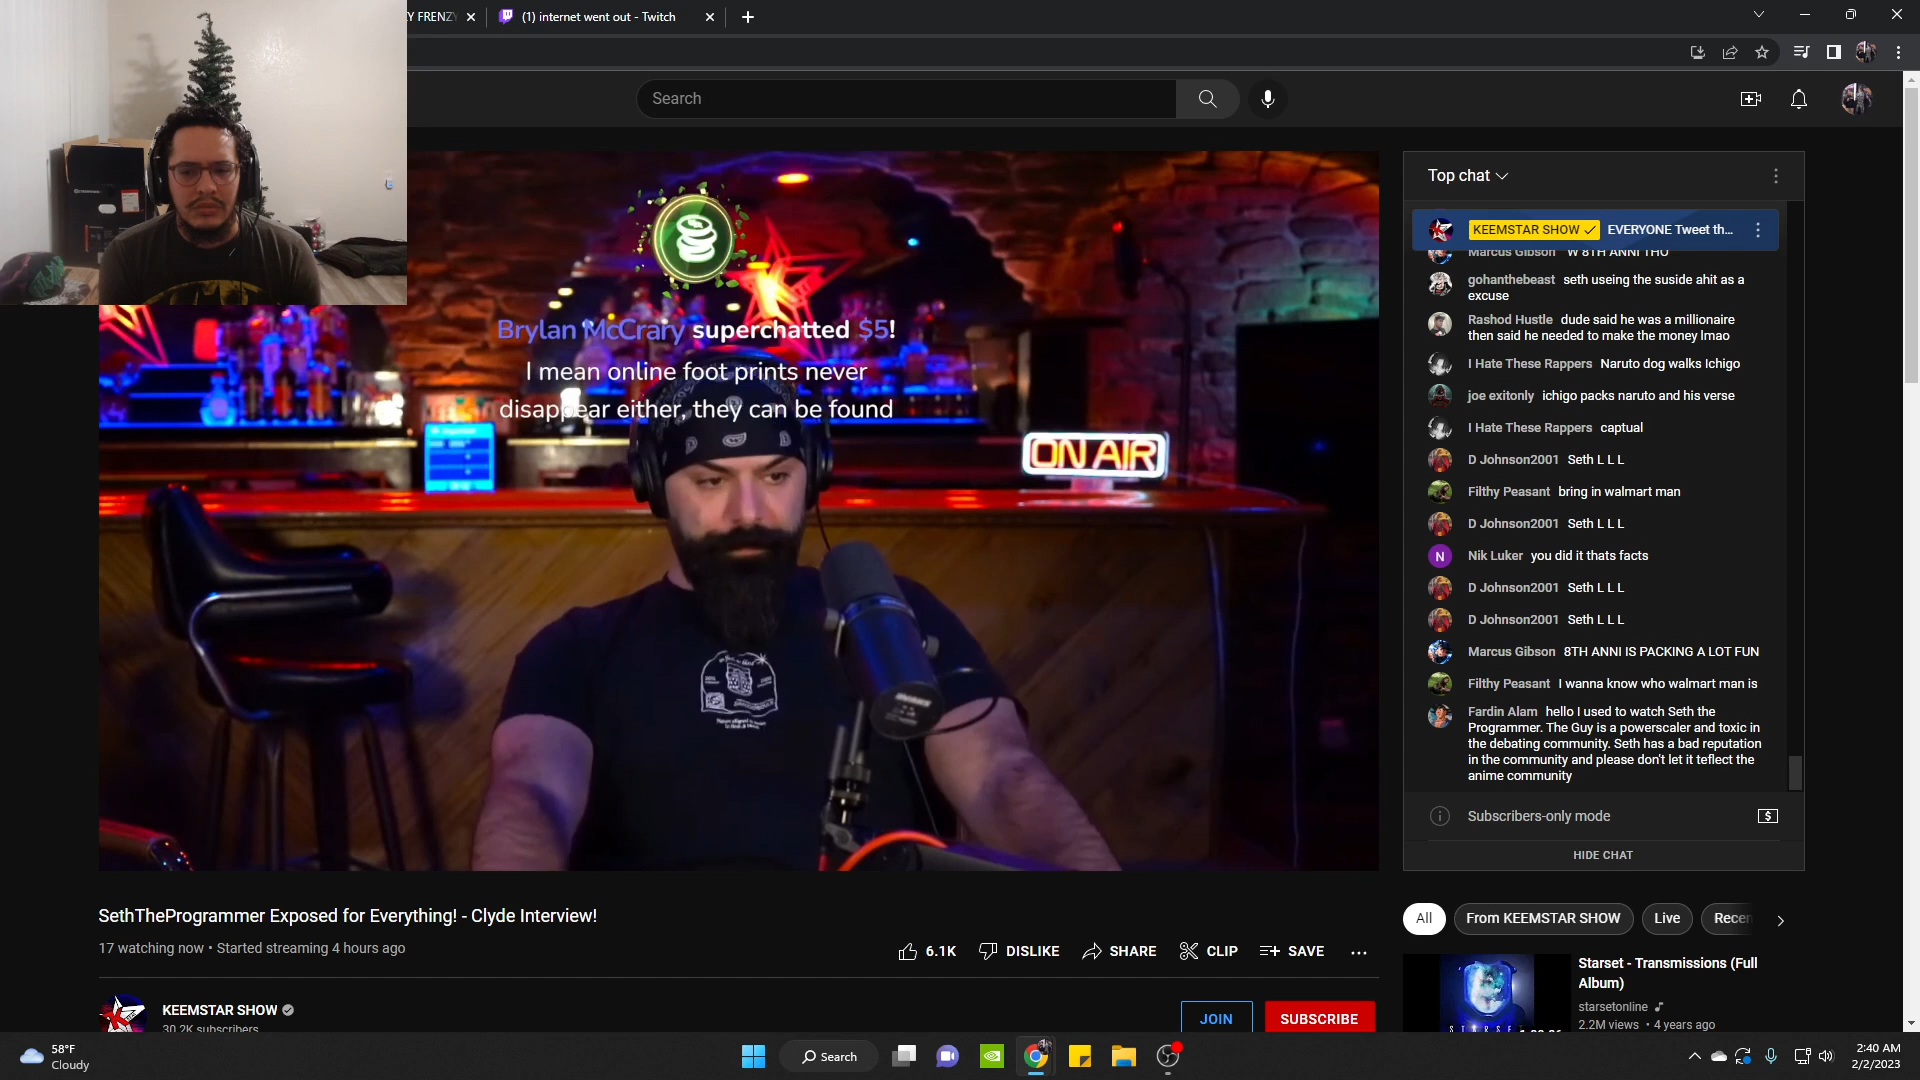 Y FRENZY
(1) internet went out - Twitch
Search
Brylan McCrary superchatted $5!
I mean online foot prints never
disappear either, they can be found
ON AIR
Top chat
KEEMSTAR SHOW EVERYONE Tweet th...
Marcus Gibson W 8TH ANNI THO
gohanthebeast seth useing the suside ahit as a
excuse
Rashod Hustle dude said he was a millionaire
then said he needed to make the money lmao
I Hate These Rappers Naruto dog walks Ichigo
joe exitonly ichigo packs naruto and his verse
I Hate These Rappers captual
D Johnson2001 Seth L L L
Filthy Peasant bring in walmart man
D Johnson2001 Seth L L L
N Nik Luker you did it thats facts
D Johnson2001 Seth L L L
D Johnson2001 Seth L L L
Marcus Gibson 8TH ANNI IS PACKING A LOT FUN
Filthy Peasant I wanna know who walmart man is
Fardin Alam hello I used to watch Seth the
Programmer. The Guy is a powerscaler and toxic in
the debating community. Seth has a bad reputation
in the community and please don't let it teflect the
anime community
Subscribers-only mode
HIDE CHAT
SethTheProgrammer Exposed for Everything! - Clyde Interview!
17 watching now • Started streaming 4 hours ago
6.1K DISLIKE SHARE CLIP SAVE ...
KEEMSTAR SHOW
30.2K subscribers
JOIN SUBSCRIBE
All From KEEMSTAR SHOW Live Recen
Starset - Transmissions (Full
Album)
starsetonline
2.2M views • 4 years ago
STARSET
58°F
Cloudy
Search
2:40 AM
2/2/2023